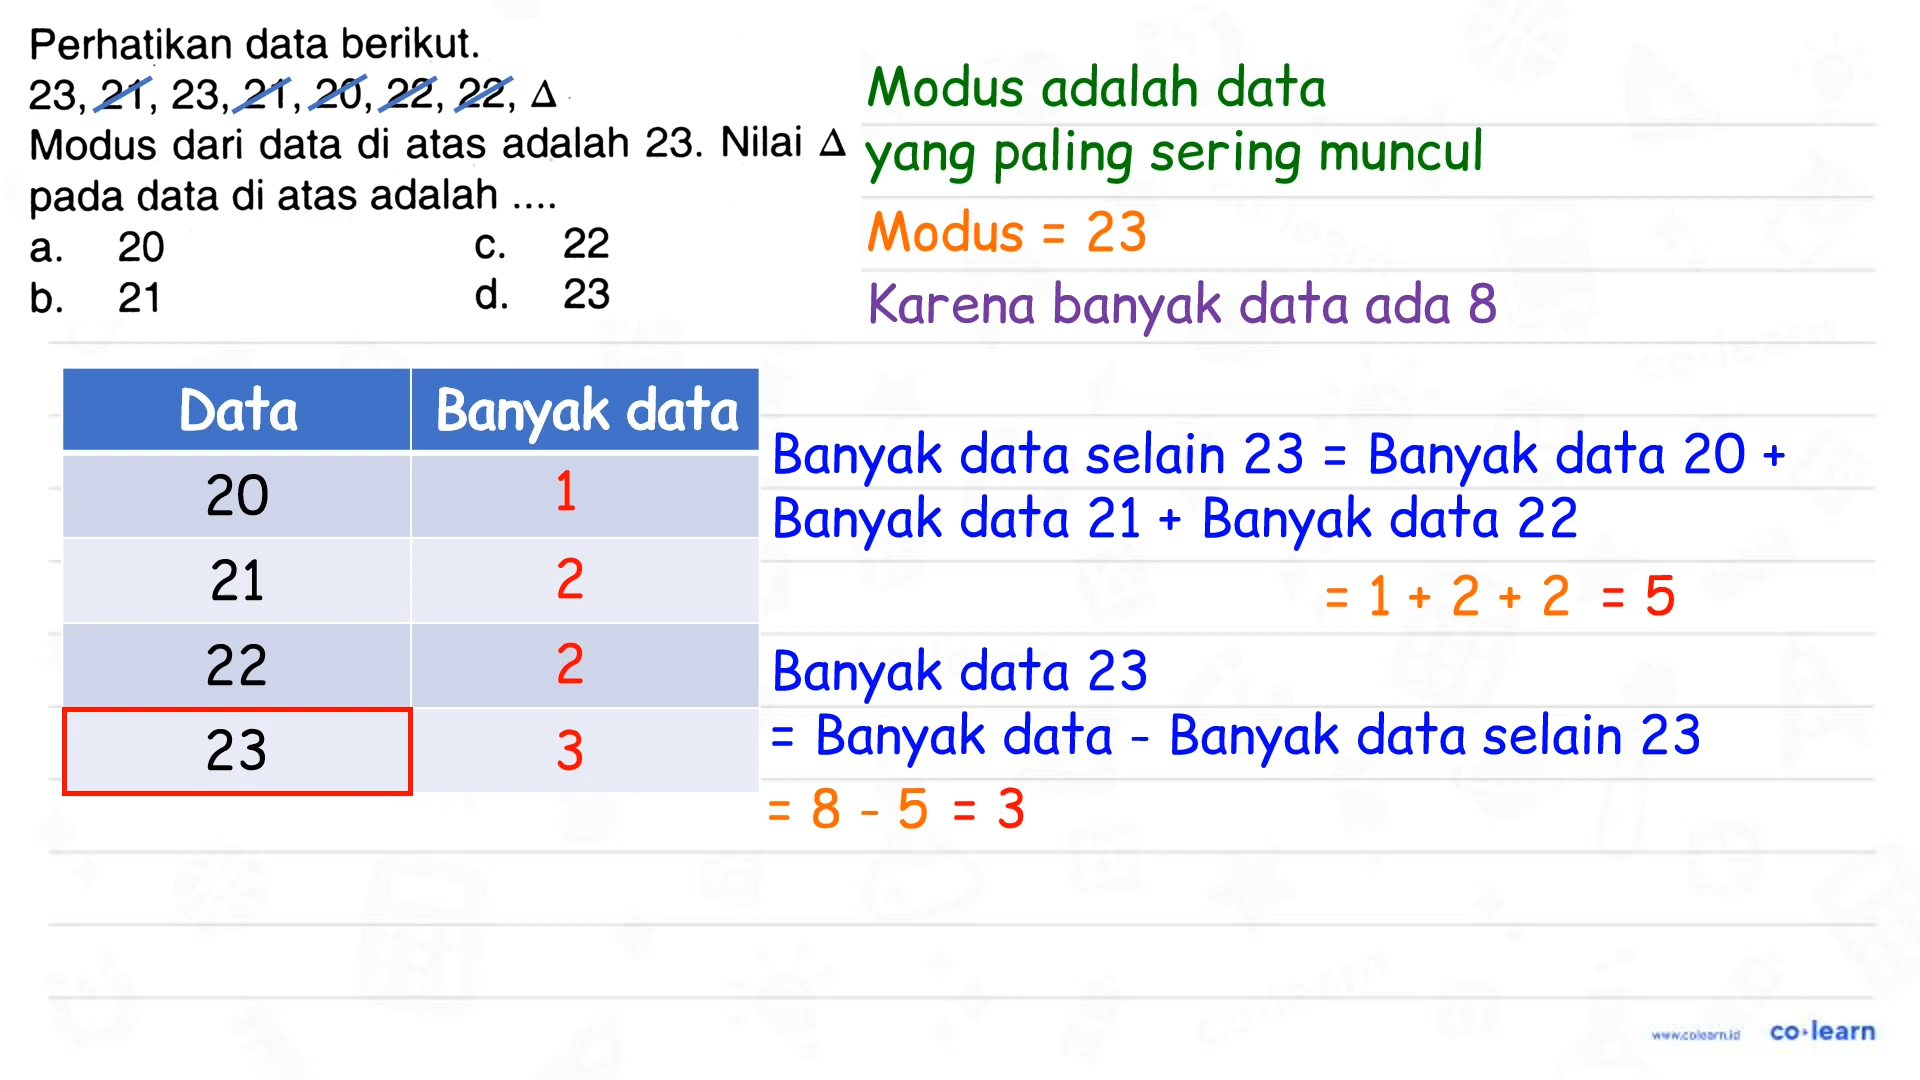 Perhatikan data berikut.
23, 21, 23, 21, 20, 22, 22, Δ
Modus dari data di atas adalah 23. Nilai Δ
pada data di atas adalah ....
a. 20 c. 22
b. 21 d. 23
Modus adalah data
yang paling sering muncul
Modus = 23
Karena banyak data ada 8
Data Banyak data
20 1
21 2
22 2
23 3
Banyak data selain 23 = Banyak data 20 +
Banyak data 21 + Banyak data 22
= 1 + 2 + 2 = 5
Banyak data 23
= Banyak data - Banyak data selain 23
= 8 - 5 = 3
www.colearn.id co·learn